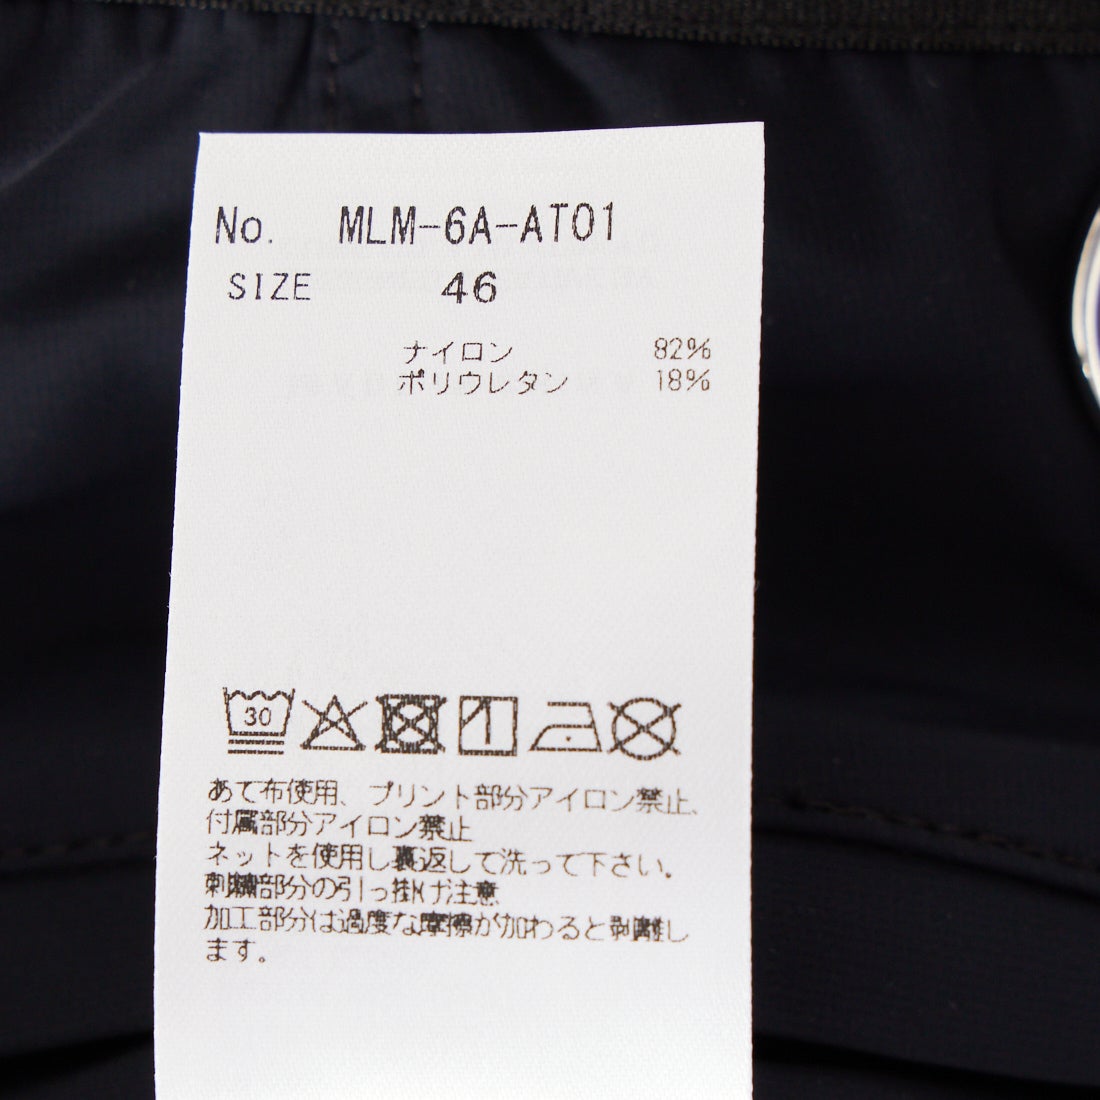 No. MLM-6A-AT01
SIZE 46
ナイロン 82%
ポリウレタン 18%
30
あて布使用、プリント部分アイロン禁止、
付属部分アイロン禁止
ネットを使用し裏返して洗って下さい。
刺繍部分の引っ掛け注意
加工部分は過度な摩擦が加わると剥離し
ます。